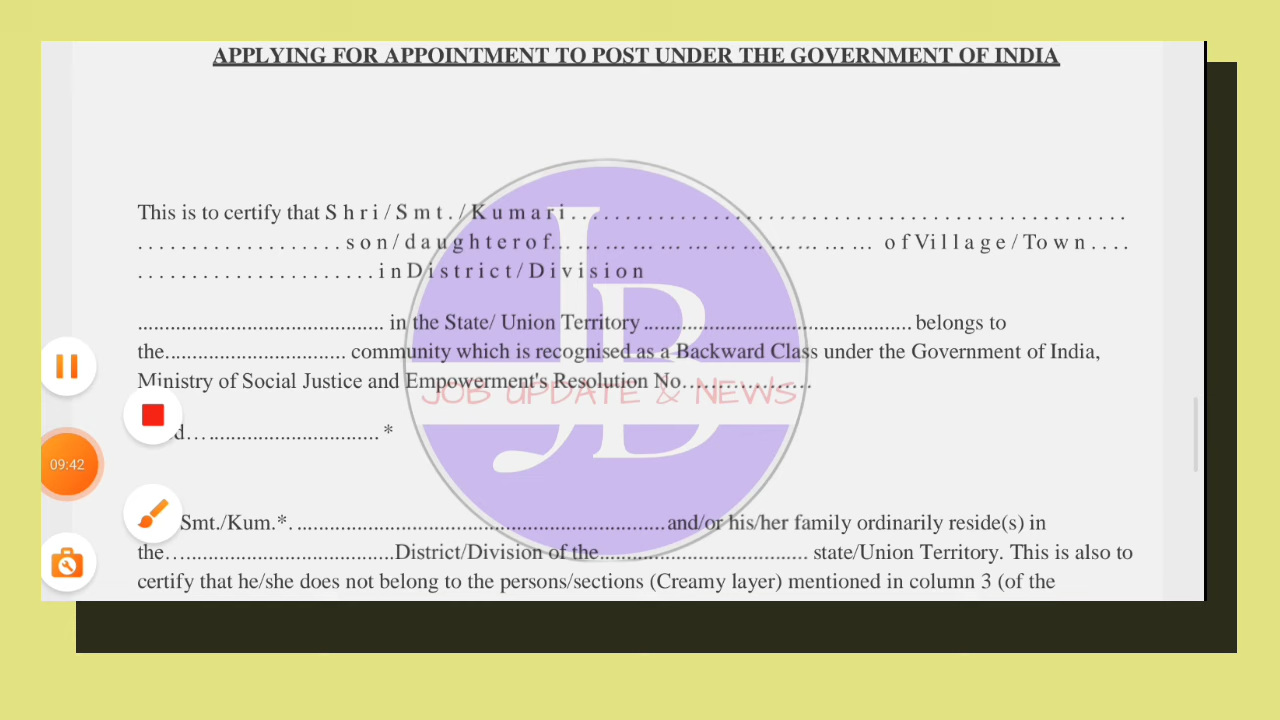 APPLYING FOR APPOINTMENT TO POST UNDER THE GOVERNMENT OF INDIA
This is to certify that S h r i / S m t . / K u m a r i . . . . . . . . . . . . . . . . . . . . . . . . . . . . . . . . . . . . . . . . . . . . . . . . . . .
. . . . . . . . . . . . . . . . . . . s o n / d a u g h t e r o f… … … … … … … … … … … … o f Vi l l a g e / To w n . . . .
. . . . . . . . . . . . . . . . . . . . . . i n D i s t r i c t / D i v i s i o n
.............................................. in the State/ Union Territory .................................................. belongs to
the.................................. community which is recognised as a Backward Class under the Government of India,
Ministry of Social Justice and Empowerment's Resolution No………………
JOB UPDATE & NEWS
d…................................ *
JB
Smt./Kum.*. .....................................................................and/or his/her family ordinarily reside(s) in
the…......................................District/Division of the....................................... state/Union Territory. This is also to
certify that he/she does not belong to the persons/sections (Creamy layer) mentioned in column 3 (of the
09:42